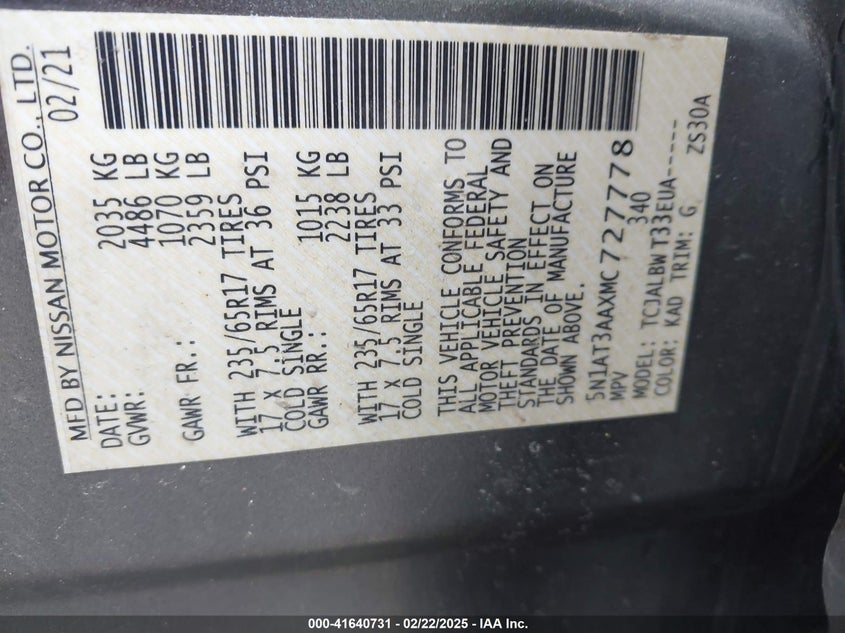 MFD BY NISSAN MOTOR CO., LTD.
DATE: 02/21
GVWR: 2035 KG
4486 LB
GAWR FR.: 1070 KG
2359 LB
WITH 235/65R17 TIRES
17 X 7.5 RIMS AT 36 PSI
COLD SINGLE
GAWR RR.: 1015 KG
2238 LB
WITH 235/65R17 TIRES
17 X 7.5 RIMS AT 33 PSI
COLD SINGLE
THIS VEHICLE CONFORMS TO
ALL APPLICABLE FEDERAL
MOTOR VEHICLE SAFETY AND
THEFT PREVENTION
STANDARDS IN EFFECT ON
THE DATE OF MANUFACTURE
SHOWN ABOVE.
5N1AT3AAXMC727778
MPV 340
MODEL: TCJALBW T33EUA------
COLOR: KAD TRIM: G ZS30A
000-41640731 - 02/22/2025 - IAA Inc.